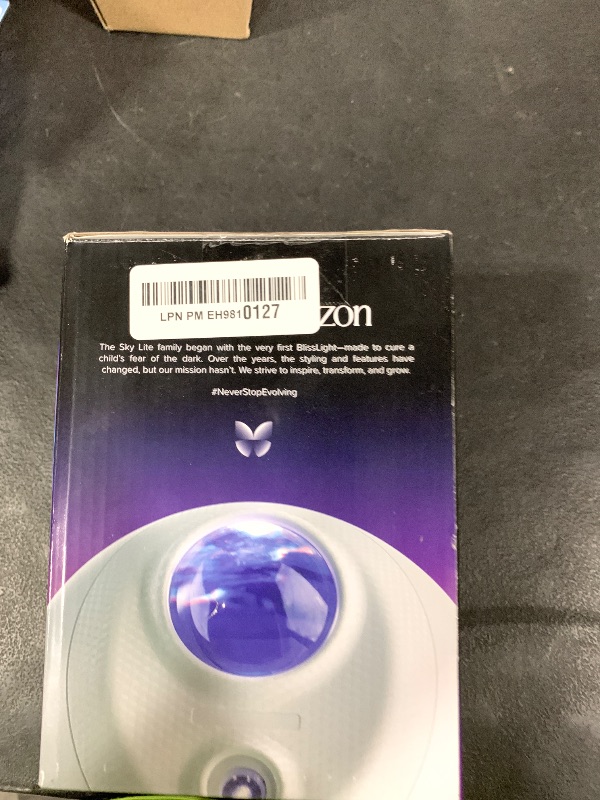 LPN PM EH9810127
zon
The Sky Lite family began with the very first BlissLight—made to cure a
child's fear of the dark. Over the years, the styling and features have
changed, but our mission hasn't. We strive to inspire, transform, and grow.
#NeverStopEvolving